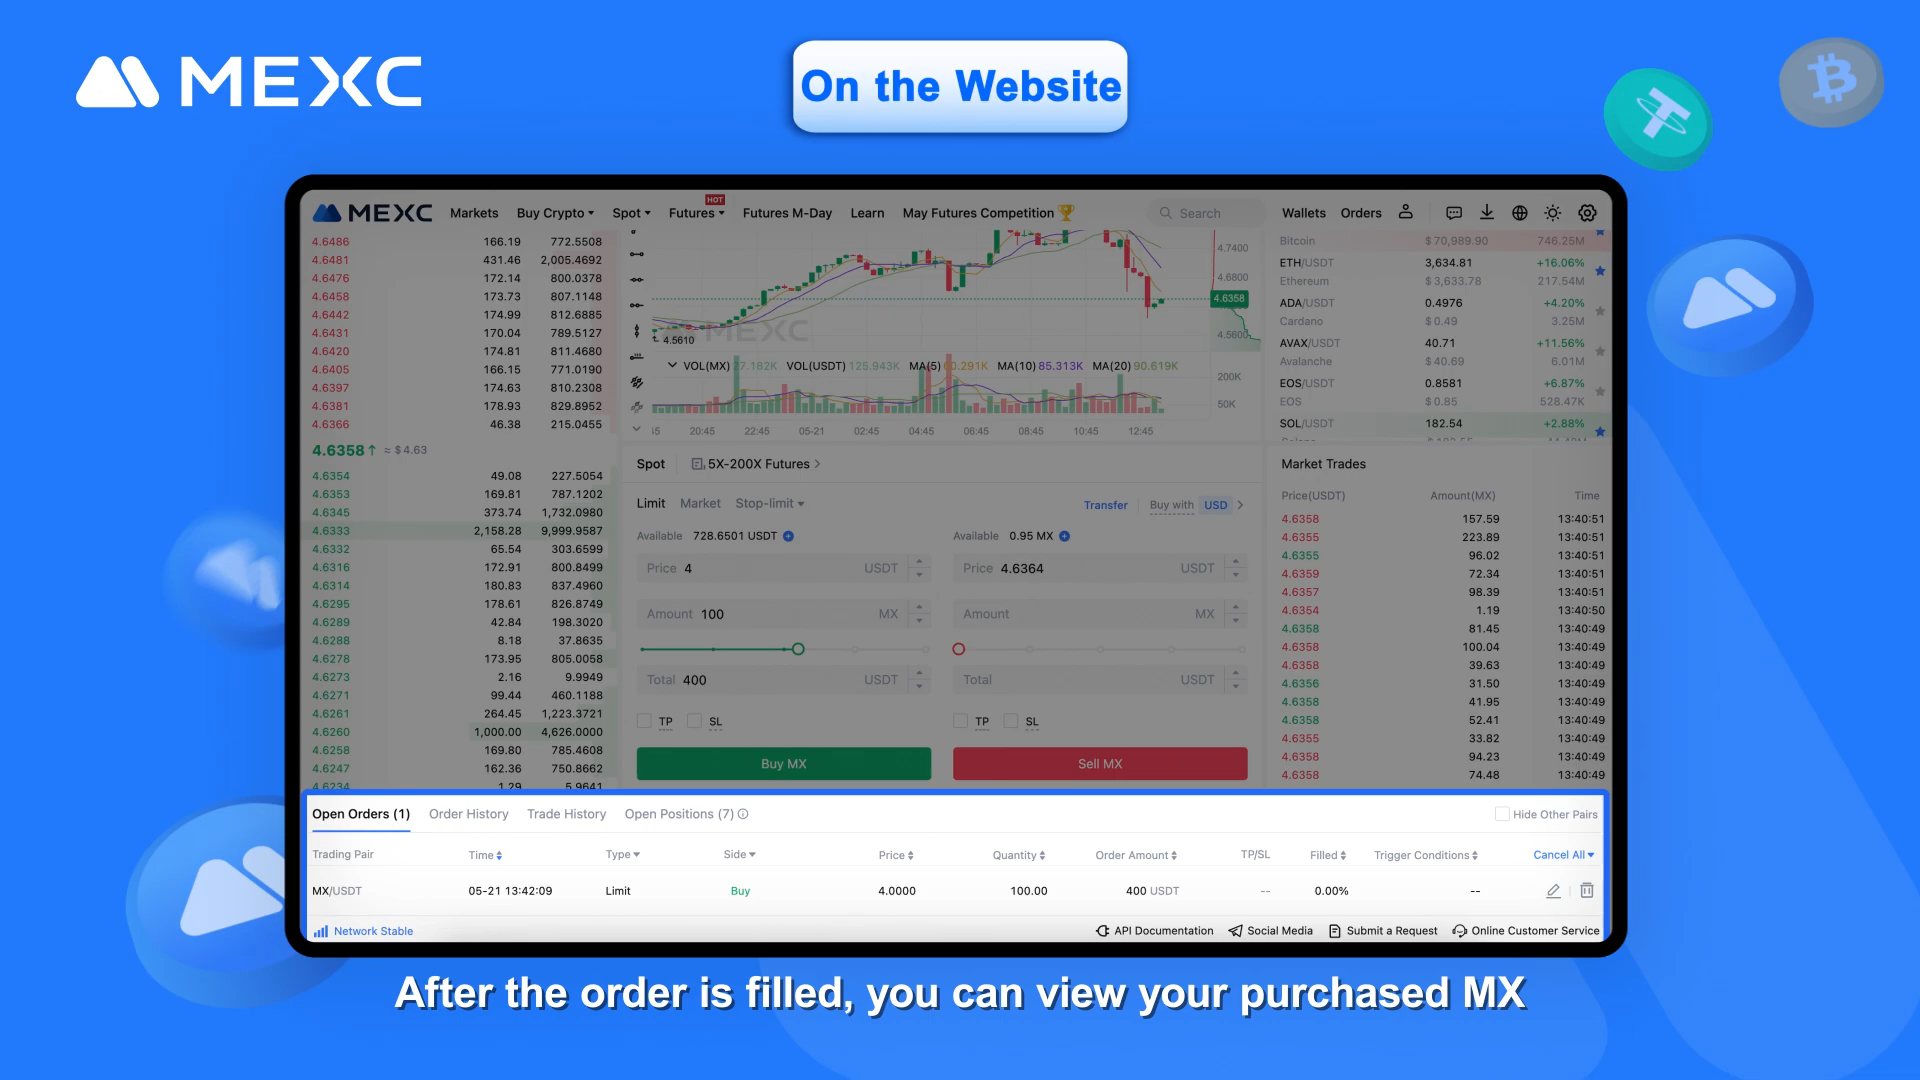 MEXC
On the Website
MEXC Markets Buy Crypto Spot Futures HOT Futures M-Day Learn May Futures Competition Search Wallets Orders
4.6486 166.19 772.5508
4.6481 431.46 2,005.4692
4.6476 172.14 800.0378
4.6458 173.73 807.1148
4.6442 174.99 812.6885
4.6431 170.04 789.5127
4.6420 174.81 811.4680
4.6405 166.15 771.0190
4.6397 174.63 810.2308
4.6381 178.93 829.8952
4.6366 46.38 215.0455
4.6358 ↑ ≈ $4.63
4.6354 49.08 227.5054
4.6353 169.81 787.1202
4.6345 373.74 1,732.0980
4.6333 2,158.28 9,999.9587
4.6332 65.54 303.6599
4.6316 172.91 800.8499
4.6314 180.83 837.4960
4.6295 178.61 826.8749
4.6289 42.84 198.3020
4.6288 8.18 37.8635
4.6278 173.95 805.0058
4.6273 2.16 9.9949
4.6271 99.44 460.1188
4.6261 264.45 1,223.3721
4.6260 1,000.00 4,626.0000
4.6258 169.80 785.4608
4.6247 162.36 750.8662
4.6234 1.29 5.9641
4.7400
4.6800
4.6358
4.5600
MEXC
4.5610
VOL(MX) 27.182K VOL(USDT) 125.943K MA(5) 60.291K MA(10) 85.313K MA(20) 90.619K
200K
50K
20:45 22:45 05-21 02:45 04:45 06:45 08:45 10:45 12:45
Spot 5X-200X Futures
Limit Market Stop-limit Transfer Buy with USD
Available 728.6501 USDT Available 0.95 MX
Price 4 USDT Price 4.6364 USDT
Amount 100 MX Amount MX
Total 400 USDT Total USDT
TP SL TP SL
Buy MX Sell MX
Bitcoin $70,989.90 746.25M
ETH/USDT 3,634.81 +16.06%
Ethereum $3,633.78 217.54M
ADA/USDT 0.4976 +4.20%
Cardano $0.49 3.25M
AVAX/USDT 40.71 +11.56%
Avalanche $40.69 6.01M
EOS/USDT 0.8581 +6.87%
EOS $0.85 528.47K
SOL/USDT 182.54 +2.88%
Market Trades
Price(USDT) Amount(MX) Time
4.6358 157.59 13:40:51
4.6355 223.89 13:40:51
4.6355 96.02 13:40:51
4.6359 72.34 13:40:51
4.6357 98.39 13:40:51
4.6354 1.19 13:40:50
4.6358 81.45 13:40:49
4.6358 100.04 13:40:49
4.6358 39.63 13:40:49
4.6356 31.50 13:40:49
4.6358 41.95 13:40:49
4.6358 52.41 13:40:49
4.6355 33.82 13:40:49
4.6358 94.23 13:40:49
4.6358 74.48 13:40:49
Open Orders (1) Order History Trade History Open Positions (7) Hide Other Pairs
Trading Pair Time Type Side Price Quantity Order Amount TP/SL Filled Trigger Conditions Cancel All
MX/USDT 05-21 13:42:09 Limit Buy 4.0000 100.00 400 USDT -- 0.00% --
Network Stable API Documentation Social Media Submit a Request Online Customer Service
After the order is filled, you can view your purchased MX